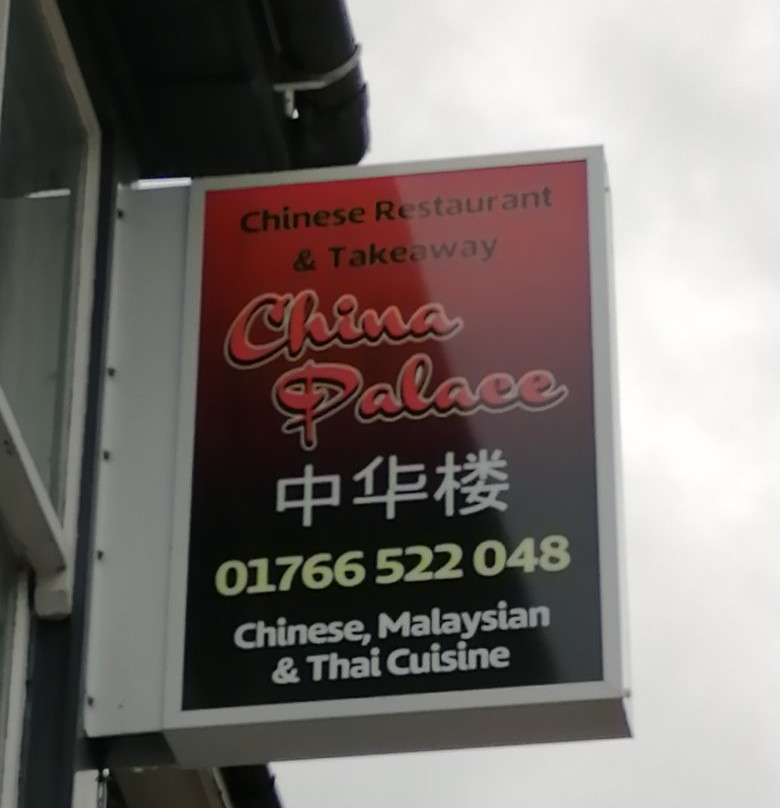 Chinese Restaurant
& Takeaway
China
Palace
中华楼
01766 522 048
Chinese, Malaysian
& Thai Cuisine